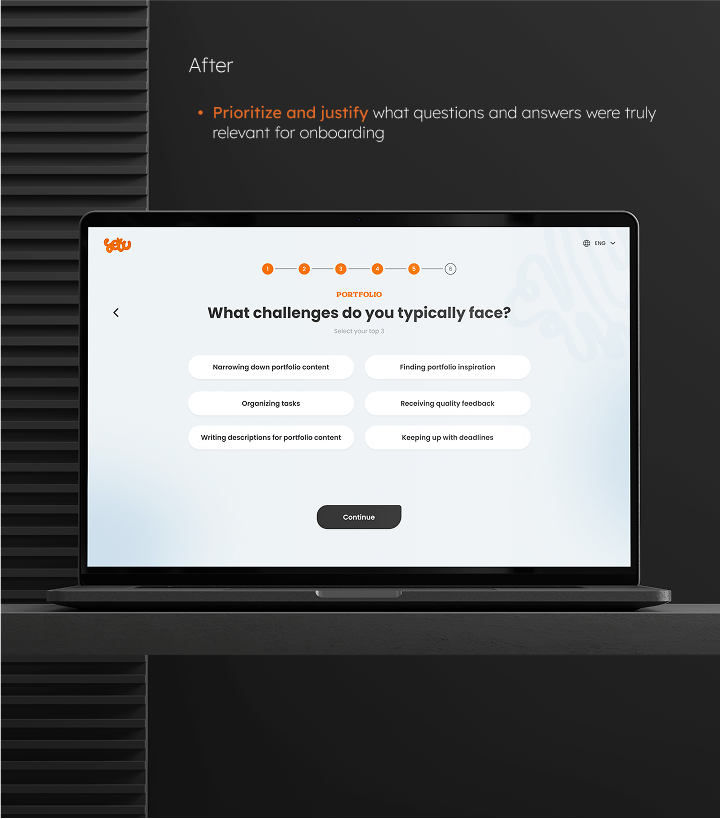 After
• Prioritize and justify what questions and answers were truly
relevant for onboarding
ENG
1 2 3 4 5 6
PORTFOLIO
What challenges do you typically face?
Select your top 3
Narrowing down portfolio content
Finding portfolio inspiration
Organizing tasks
Receiving quality feedback
Writing descriptions for portfolio content
Keeping up with deadlines
Continue